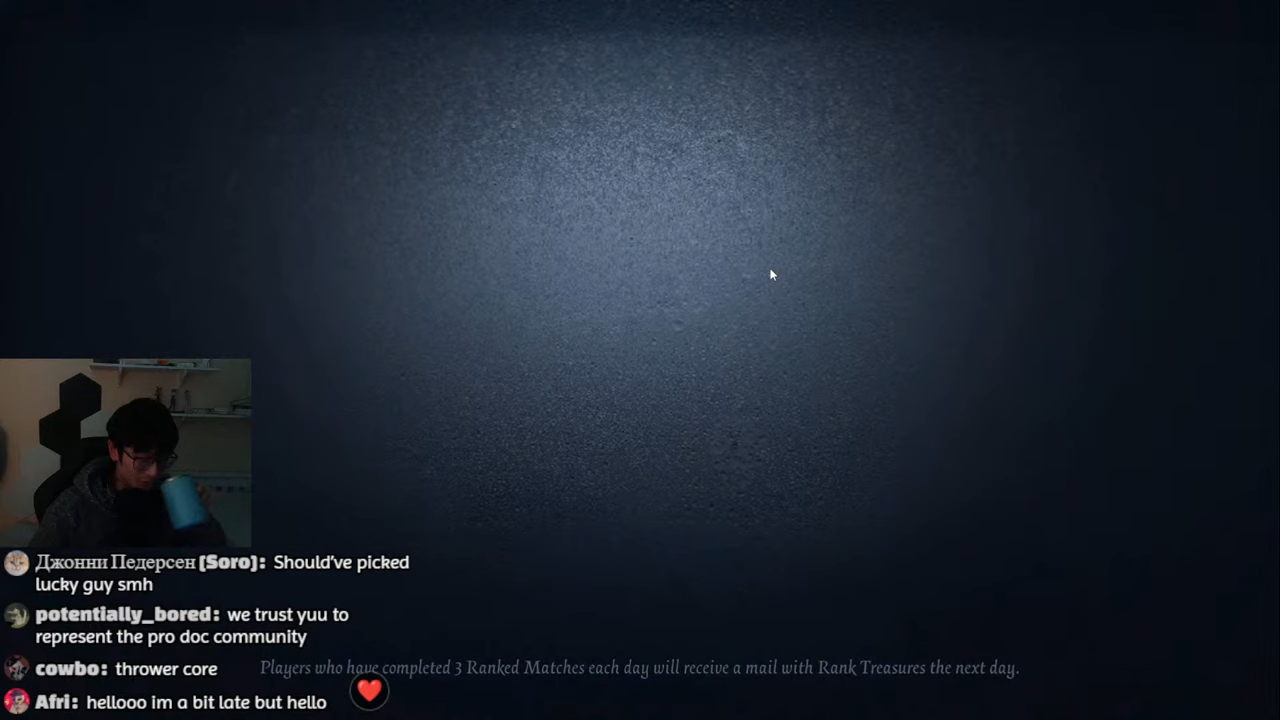 Джонни Педерсен (Soro): Should've picked
lucky guy smh
potentially_bored: we trust yuu to
represent the pro doc community
cowbo: thrower core
Players who have completed 3 Ranked Matches each day will receive a mail with Rank Treasures the next day.
Afri: hellooo im a bit late but hello